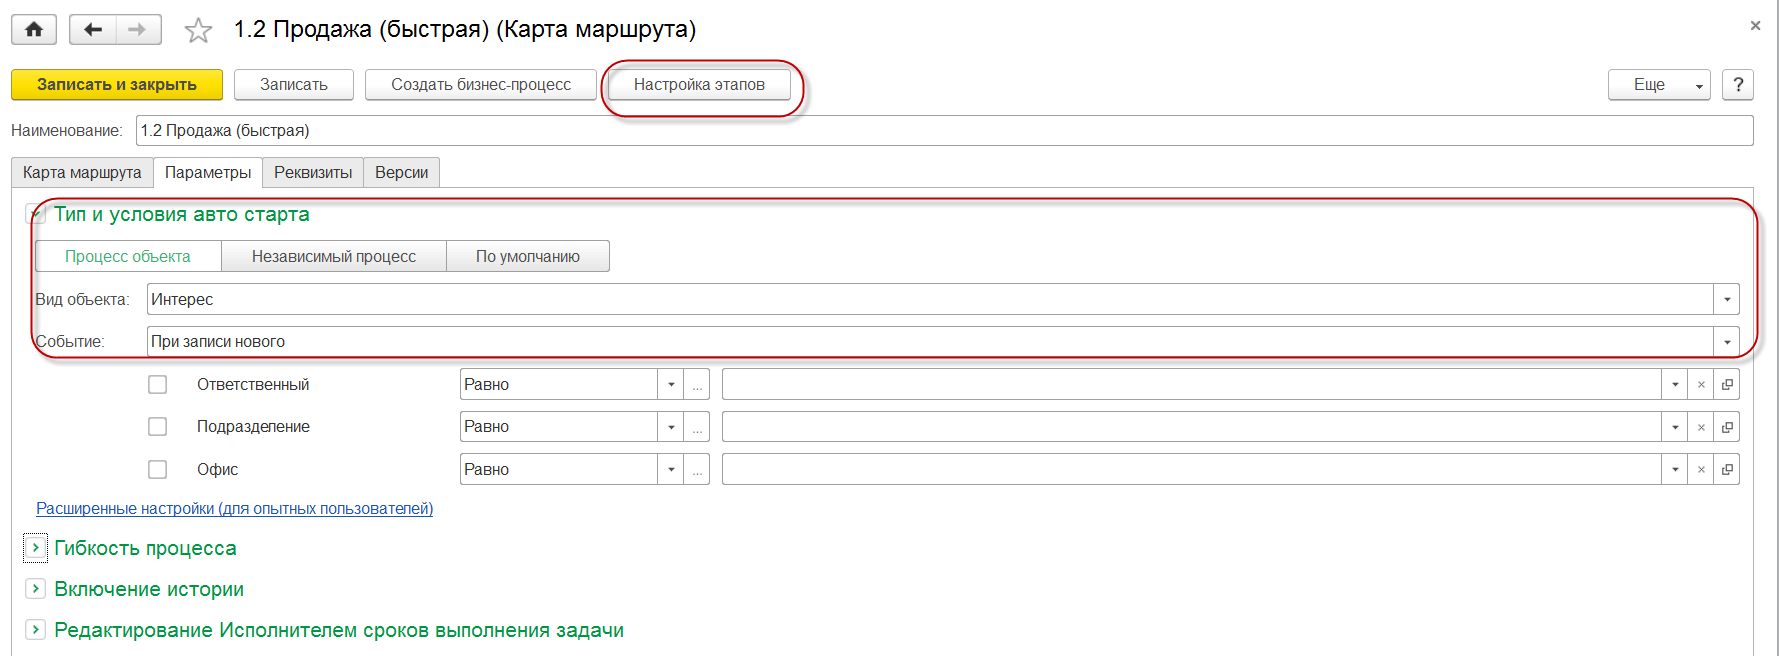 1.2 Продажа (быстрая) (Карта маршрута)
Записать и закрыть Записать Создать бизнес-процесс Настройка этапов Еще ?
Наименование: 1.2 Продажа (быстрая)
Карта маршрута Параметры Реквизиты Версии
Тип и условия авто старта
Процесс объекта Независимый процесс По умолчанию
Вид объекта: Интерес
Событие: При записи нового
Ответственный Равно ...
Подразделение Равно ...
Офис Равно ...
Расширенные настройки (для опытных пользователей)
Гибкость процесса
Включение истории
Редактирование Исполнителем сроков выполнения задачи